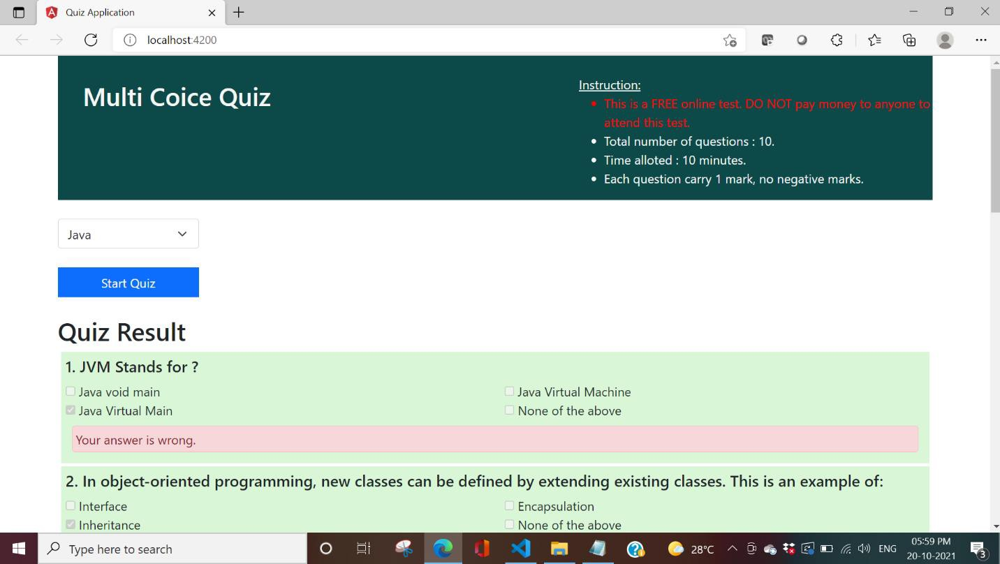 Quiz Application
localhost:4200
Multi Coice Quiz
Instruction:
This is a FREE online test. DO NOT pay money to anyone to
attend this test.
Total number of questions : 10.
Time alloted : 10 minutes.
Each question carry 1 mark, no negative marks.
Java
Start Quiz
Quiz Result
1. JVM Stands for ?
Java void main
Java Virtual Machine
Java Virtual Main
None of the above
Your answer is wrong.
2. In object-oriented programming, new classes can be defined by extending existing classes. This is an example of:
Interface
Encapsulation
Inheritance
None of the above
Type here to search
28°C
ENG
05:59 PM
20-10-2021
3